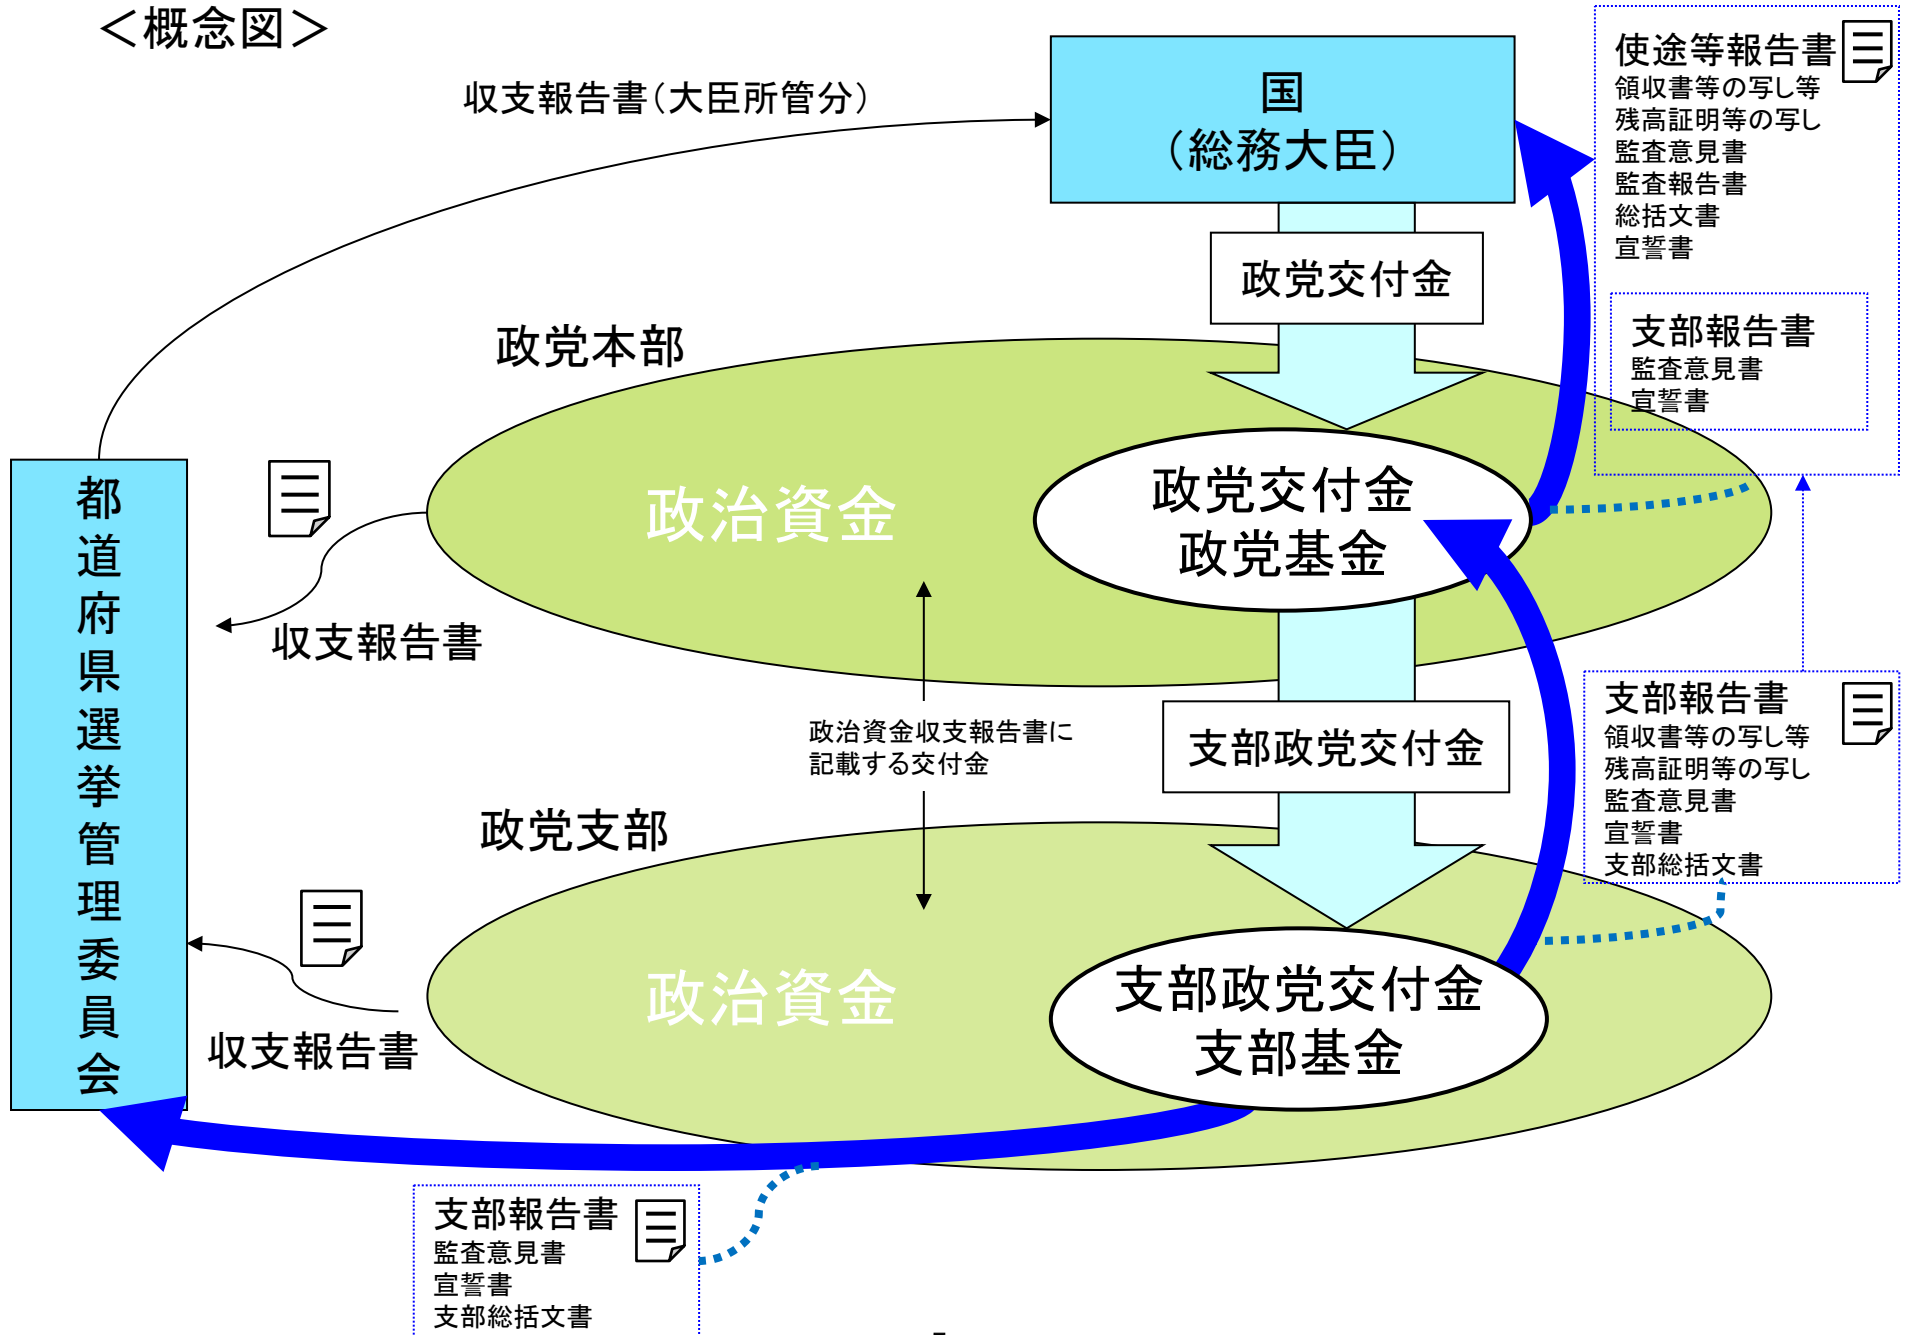 ＜概念図＞
収支報告書（大臣所管分）
国
（総務大臣）
使途等報告書
領収書等の写し等
残高証明等の写し
監査意見書
監査報告書
総括文書
宣誓書
支部報告書
監査意見書
宣誓書
政党交付金
政党本部
政治資金
政党交付金
政党基金
都道府県選挙管理委員会
収支報告書
政治資金収支報告書に
記載する交付金
支部政党交付金
支部報告書
領収書等の写し等
残高証明等の写し
監査意見書
宣誓書
支部総括文書
政党支部
政治資金
支部政党交付金
支部基金
収支報告書
支部報告書
監査意見書
宣誓書
支部総括文書